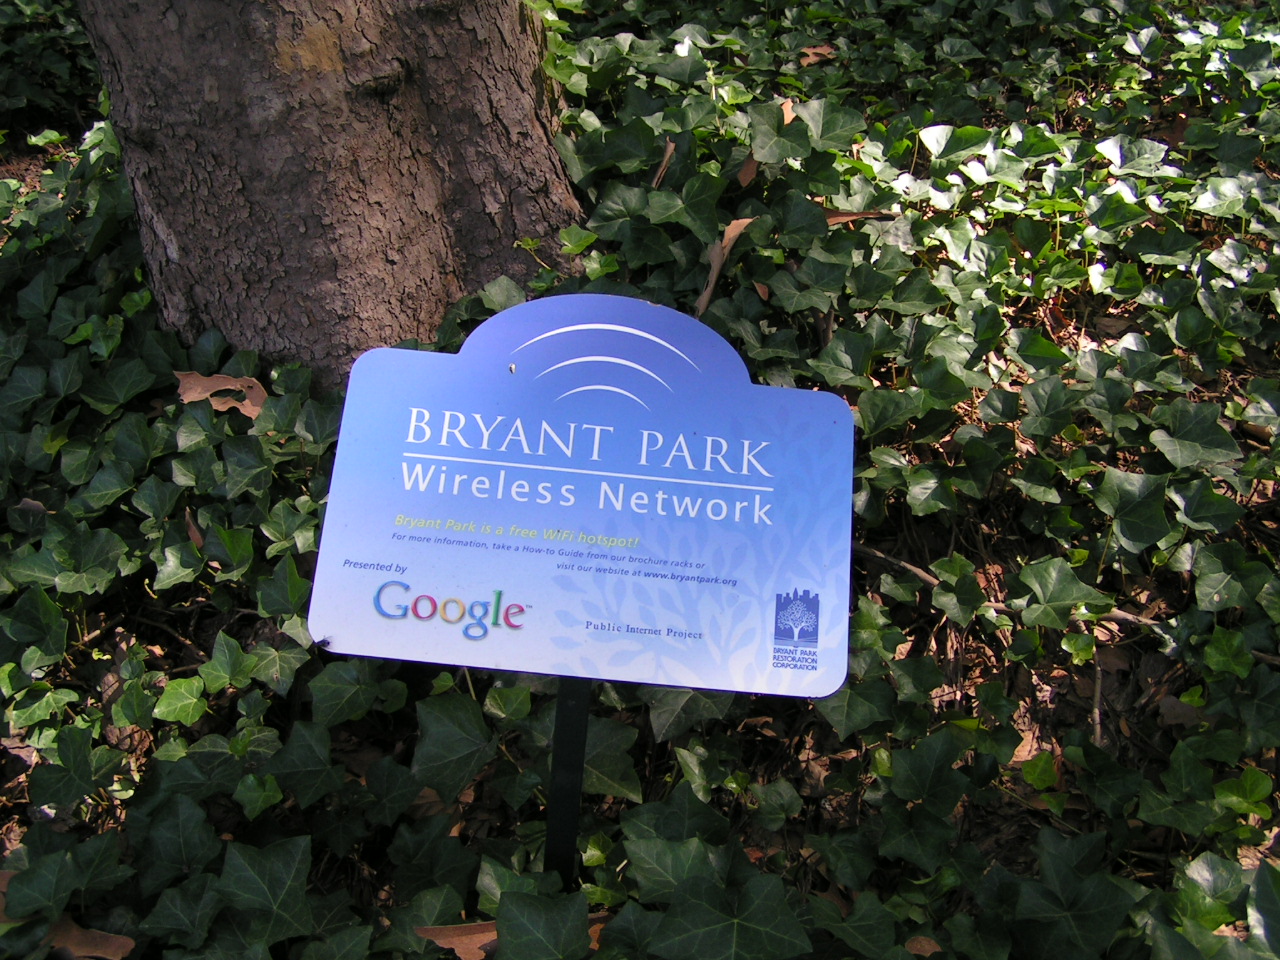 BRYANT PARK
Wireless Network
Bryant Park is a free WiFi hotspot!
For more information, take a How-to Guide from our brochure racks or
visit our website at www.bryantpark.org
Presented by
Google™
Public Internet Project
BRYANT PARK
RESTORATION
CORPORATION